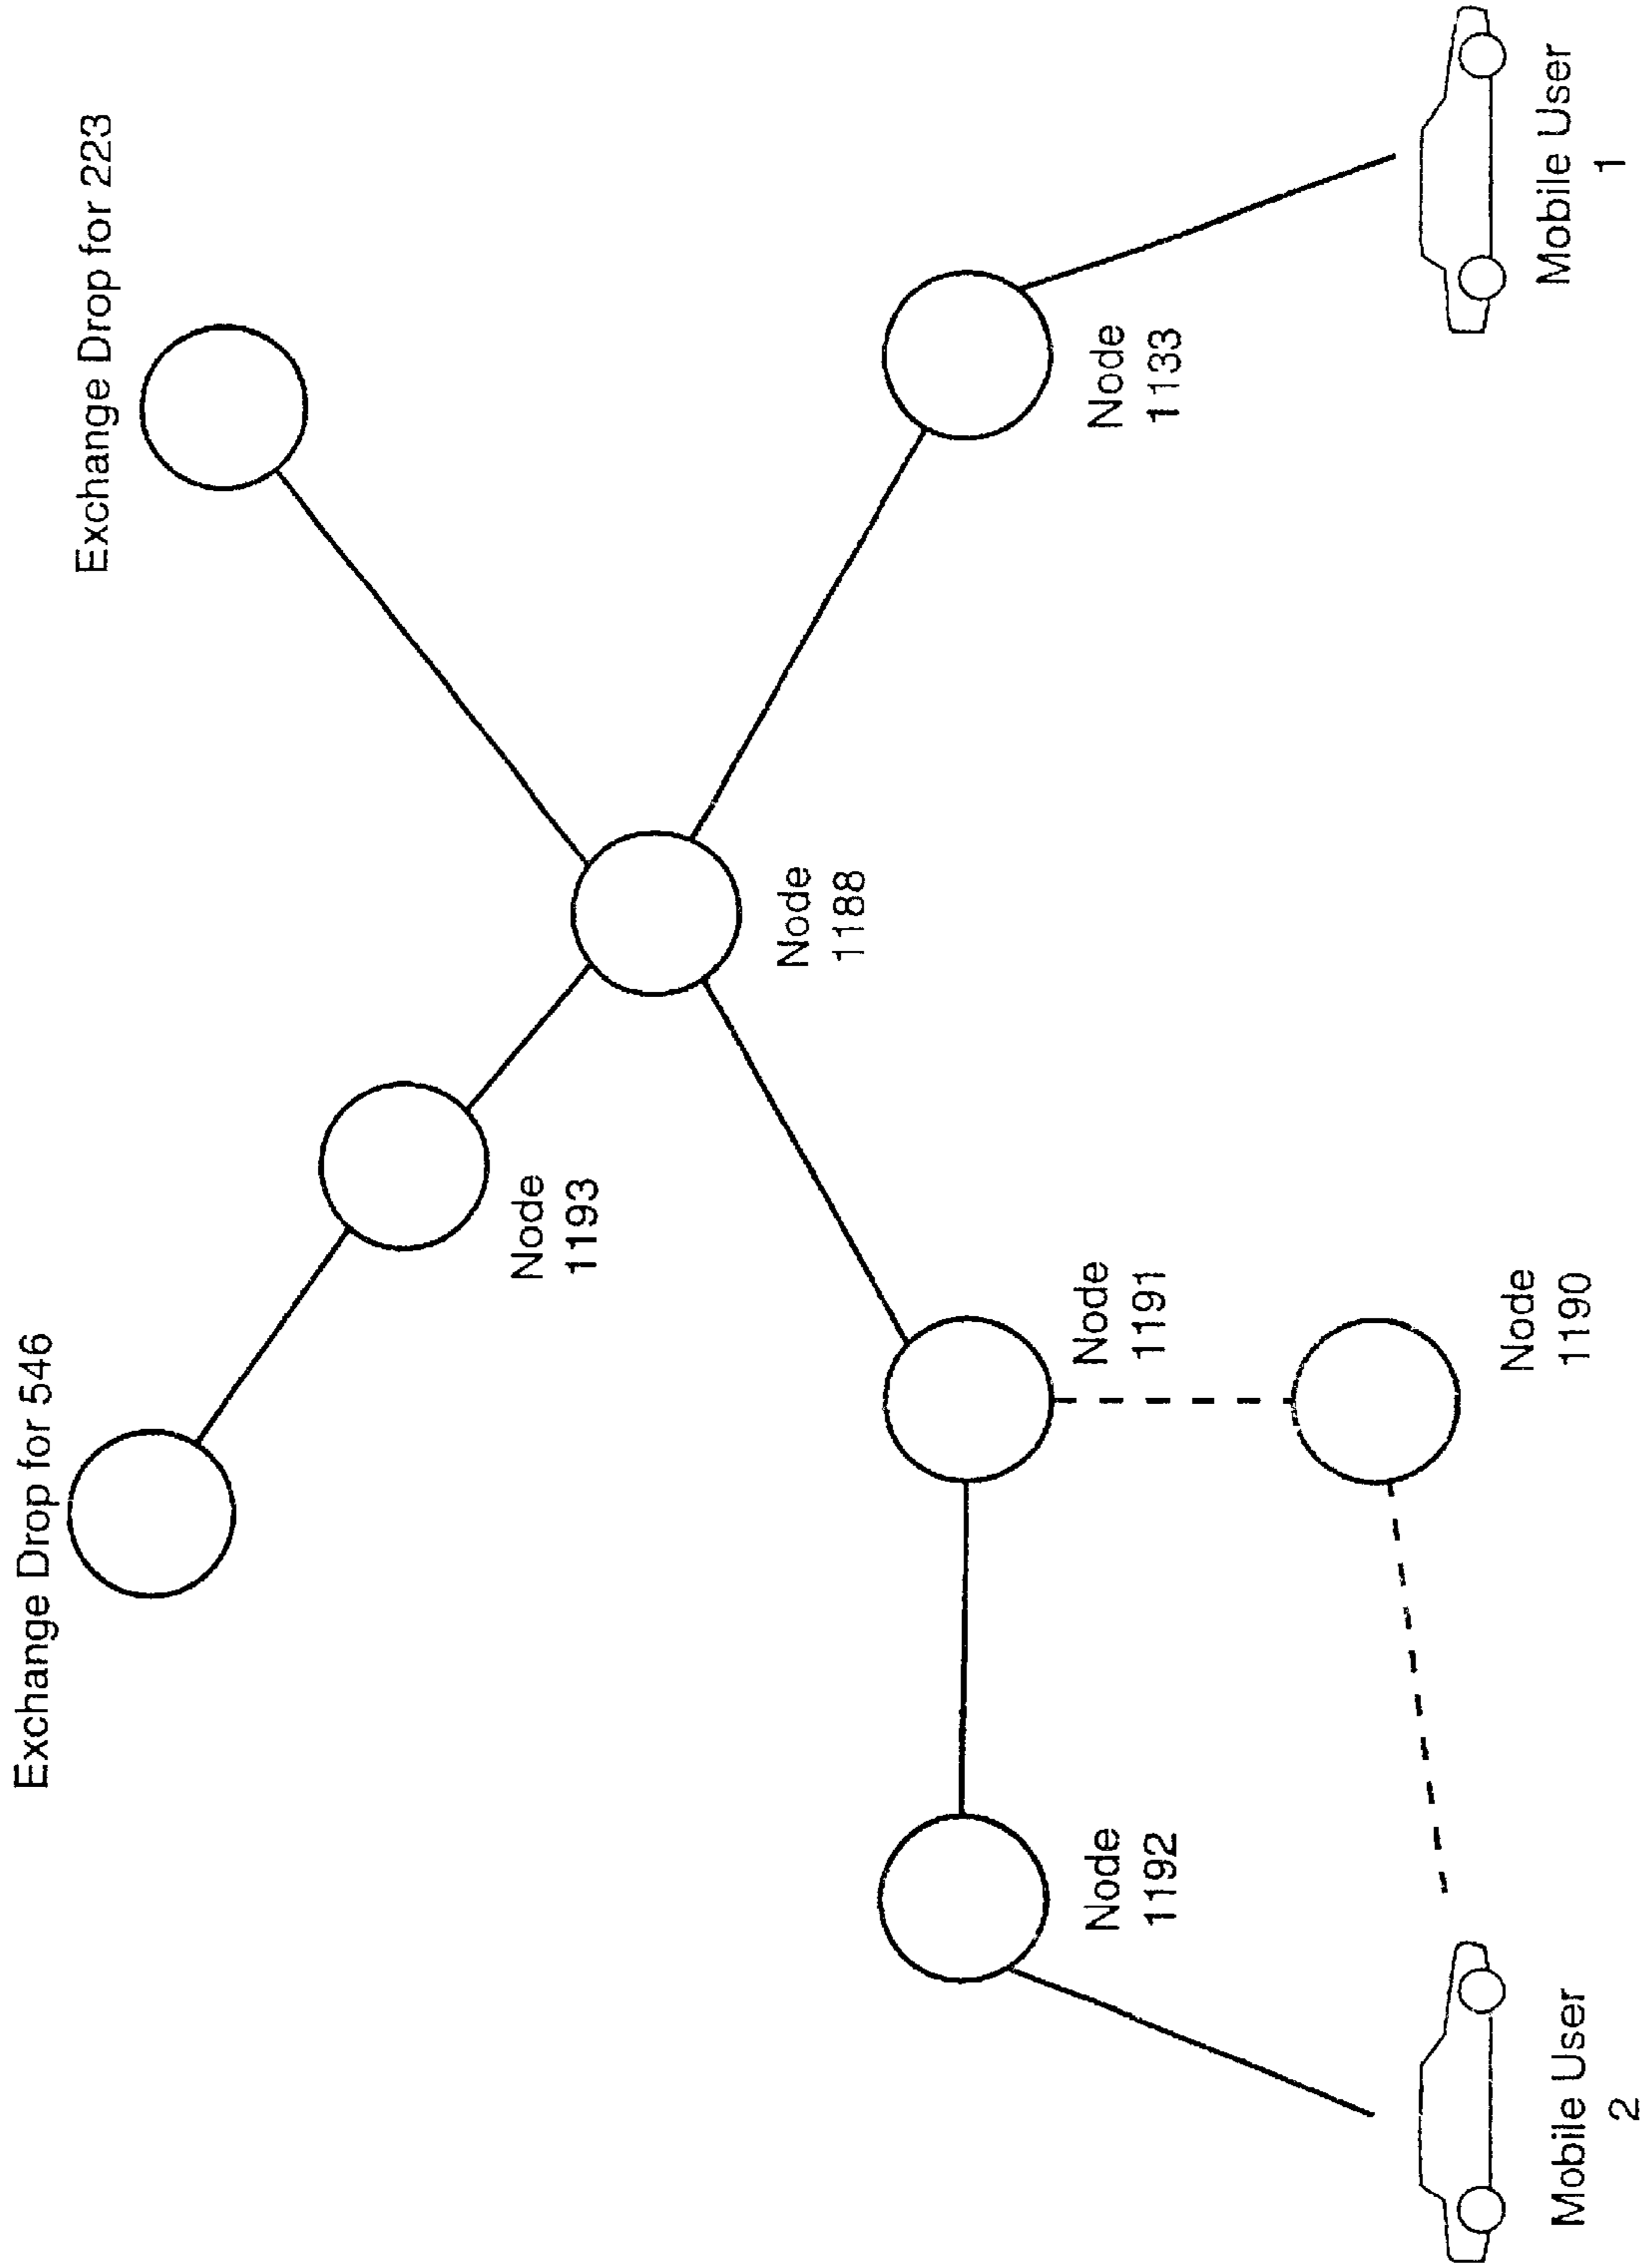 Exchange Drop for 546
Exchange Drop for 223
Node
1193
Node
1188
Node
1192
Node
1191
Node
1133
Node
1190
Mobile User
2
Mobile User
1